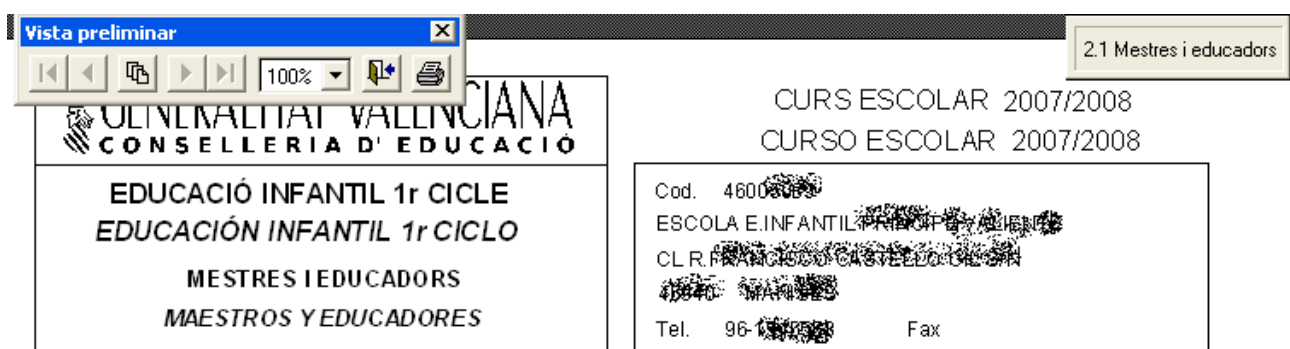 Vista preliminar
2.1 Mestres i educadors
100%
GENERALITAT VALENCIANA
CONSELLERIA D'EDUCACIÓ
EDUCACIÓ INFANTIL 1r CICLE
EDUCACIÓN INFANTIL 1r CICLO
MESTRES I EDUCADORS
MAESTROS Y EDUCADORES
CURS ESCOLAR 2007/2008
CURSO ESCOLAR 2007/2008
Cod.
ESCOLA E.INFANTIL
CL R.
Tel. 96-
Fax